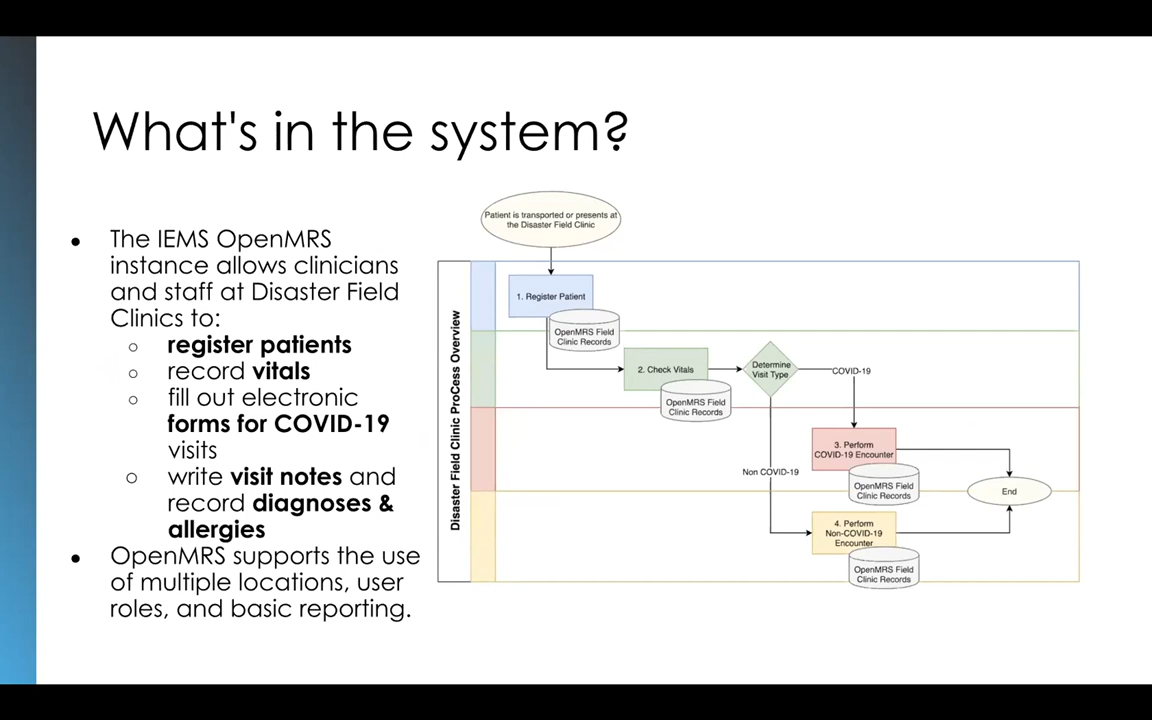 What's in the system?
● The IEMS OpenMRS
instance allows clinicians
and staff at Disaster Field
Clinics to:
○ register patients
○ record vitals
○ fill out electronic
forms for COVID-19
visits
○ write visit notes and
record diagnoses &
allergies
● OpenMRS supports the use
of multiple locations, user
roles, and basic reporting.
Patient is transported or presents at
the Disaster Field Clinic
Disaster Field Clinic ProCess Overview
1. Register Patient
OpenMRS Field
Clinic Records
2. Check Vitals
OpenMRS Field
Clinic Records
Determine
Visit Type
COVID-19
Non COVID-19
3. Perform
COVID-19 Encounter
OpenMRS Field
Clinic Records
End
4. Perform
Non-COVID-19
Encounter
OpenMRS Field
Clinic Records